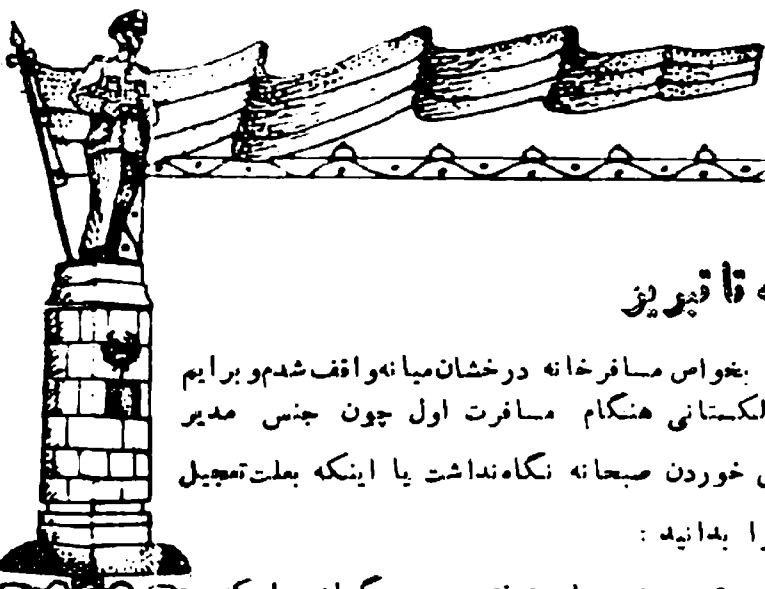 تا تبریز
بخواص مسافرخانه درخشان میانه واقف شدم و برایم
لکستانی هنگام مسافرت اول چون جنس مدیر
خوردن صبحانه نگاه نداشت یا اینکه بعلت تعجیل
را بدانید :